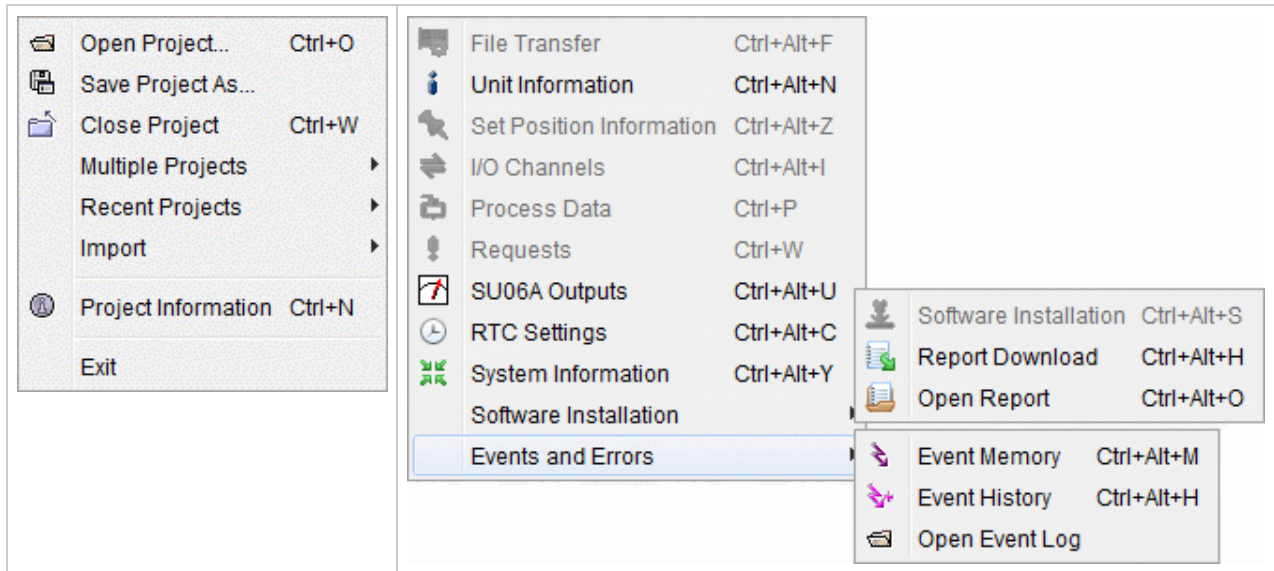 Open Project... Ctrl+O
Save Project As...
Close Project Ctrl+W
Multiple Projects
Recent Projects
Import
Project Information Ctrl+N
Exit
File Transfer Ctrl+Alt+F
Unit Information Ctrl+Alt+N
Set Position Information Ctrl+Alt+Z
I/O Channels Ctrl+Alt+I
Process Data Ctrl+P
Requests Ctrl+W
SU06A Outputs Ctrl+Alt+U
RTC Settings Ctrl+Alt+C
System Information Ctrl+Alt+Y
Software Installation
Events and Errors
Software Installation Ctrl+Alt+S
Report Download Ctrl+Alt+H
Open Report Ctrl+Alt+O
Event Memory Ctrl+Alt+M
Event History Ctrl+Alt+H
Open Event Log